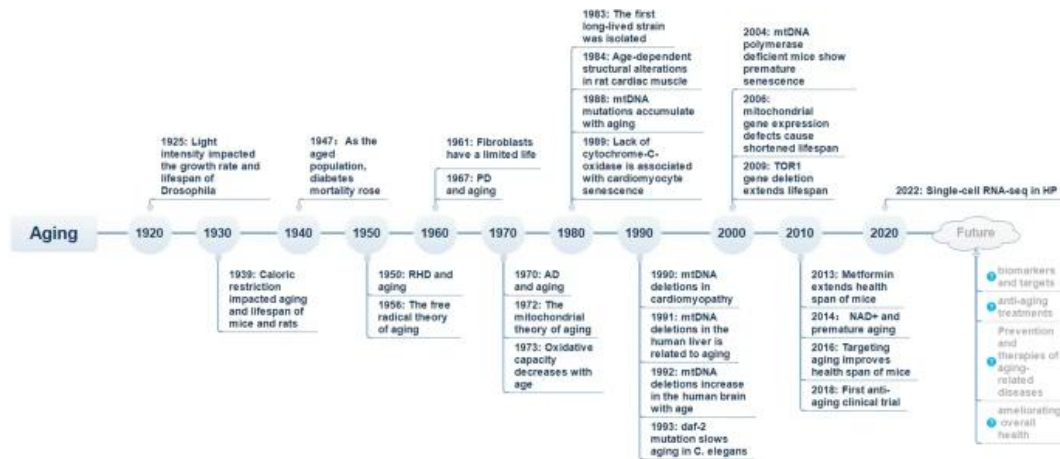 1983: The first
long-lived strain
was isolated
1984: Age-dependent
structural alterations
in rat cardiac muscle
1988: mtDNA
mutations accumulate
with aging
1989: Lack of
cytochrome-C-
oxidase is associated
with cardiomyocyte
senescence
2004: mtDNA
polymerase
deficient mice show
premature
senescence
2006:
mitochondrial
gene expression
defects cause
shortened lifespan
2009: TOR1
gene deletion
extends lifespan
1925: Light
intensity impacted
the growth rate and
lifespan of
Drosophila
1947: As the
aged
population,
diabetes
mortality rose
1961: Fibroblasts
have a limited life
1967: PD
and aging
2022: Single-cell RNA-seq in HP
Aging
1920
1930
1940
1950
1960
1970
1980
1990
2000
2010
2020
Future
1939: Caloric
restriction
impacted aging
and lifespan of
mice and rats
1950: RHD and
aging
1956: The free
radical theory
of aging
1970: AD
and aging
1972: The
mitochondrial
theory of aging
1973: Oxidative
capacity
decreases with
age
1990: mtDNA
deletions in
cardiomyopathy
1991: mtDNA
deletions in the
human liver is
related to aging
1992: mtDNA
deletions increase
in the human brain
with age
1993: daf-2
mutation slows
aging in C. elegans
2013: Metformin
extends health
span of mice
2014: NAD+ and
premature aging
2016: Targeting
aging improves
health span of mice
2018: First anti-
aging clinical trial
? biomarkers
and targets
? anti-aging
treatments
Prevention
and
? therapies of
aging-
related
diseases
ameliorating
? overall
health